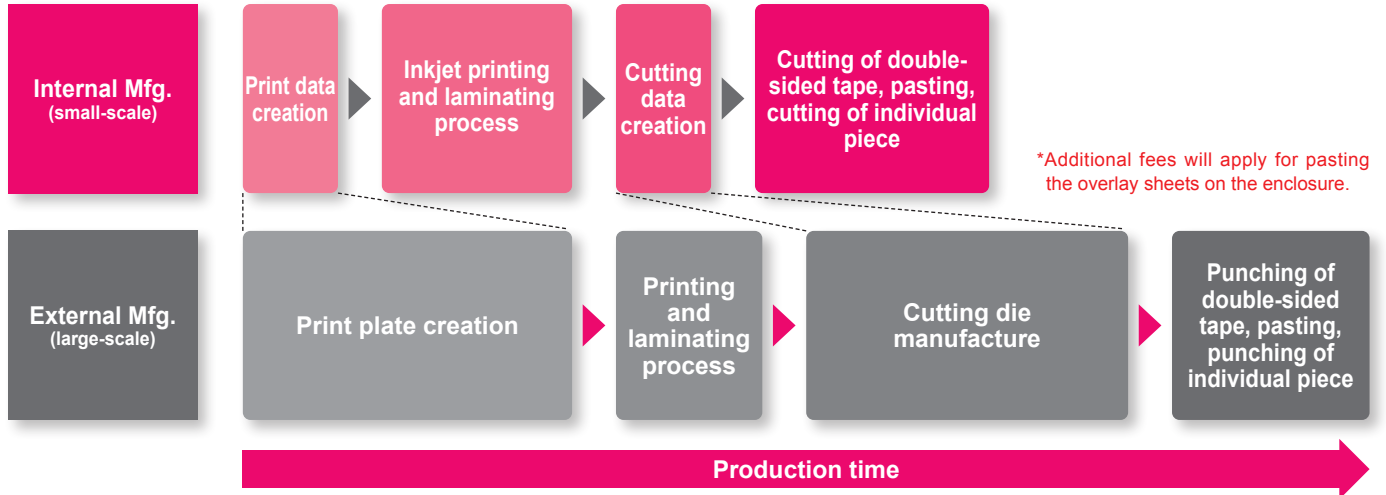 Internal Mfg.
(small-scale)
Print data
creation
Inkjet printing
and laminating
process
Cutting
data
creation
Cutting of double-
sided tape, pasting,
cutting of individual
piece
*Additional fees will apply for pasting
the overlay sheets on the enclosure.
External Mfg.
(large-scale)
Print plate creation
Printing
and
laminating
process
Cutting die
manufacture
Punching of
double-sided
tape, pasting,
punching of
individual piece
Production time